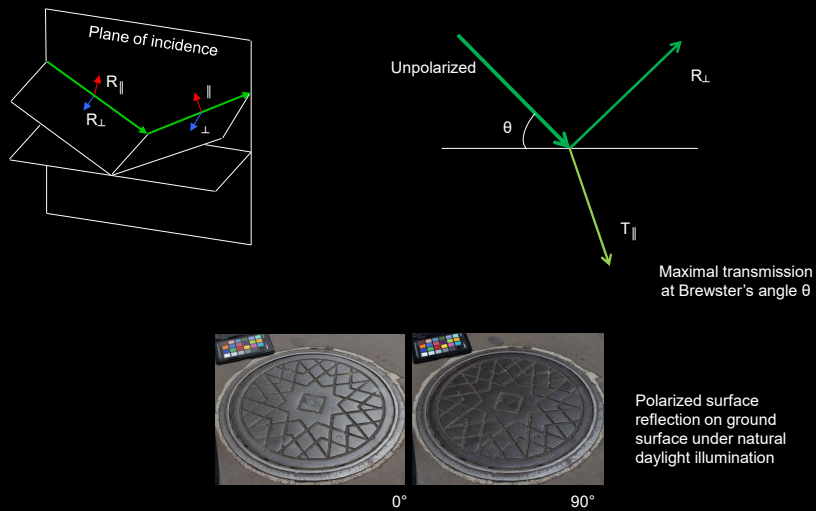 Plane of incidence
R∥
R⊥
∥
⊥
Unpolarized
θ
R⊥
T∥
Maximal transmission
at Brewster's angle θ
Polarized surface
reflection on ground
surface under natural
daylight illumination
0°
90°